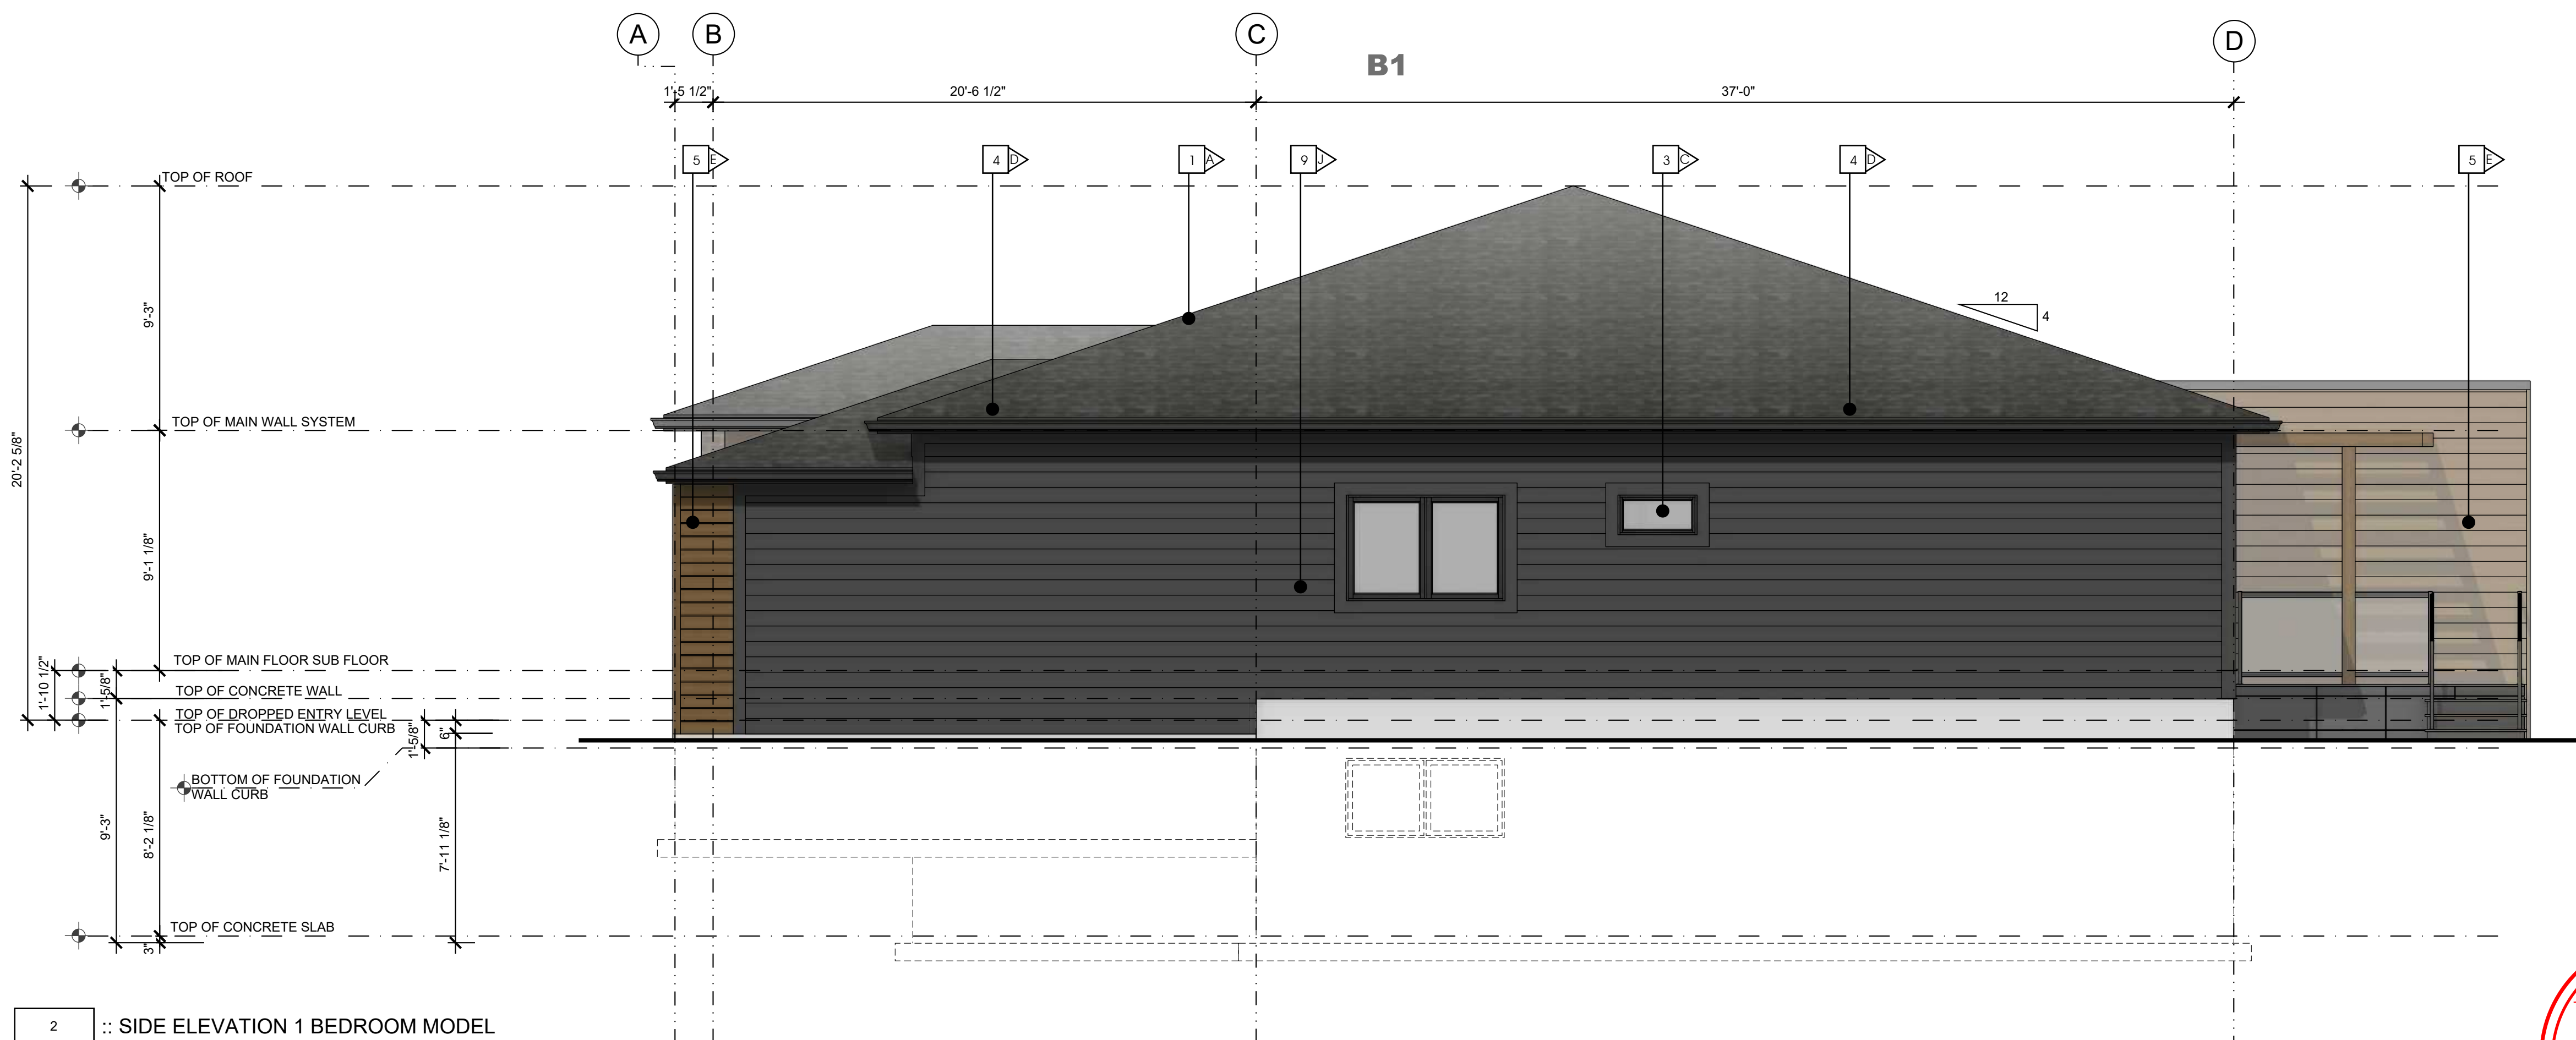 A
B
C
D
B1
1'-5 1/2"
20'-6 1/2"
37'-0"
5 E
4 D
1 A
9 J
3 C
4 D
5 E
TOP OF ROOF
9'-3"
12
4
TOP OF MAIN WALL SYSTEM
20'-2 5/8"
9'-1 1/8"
TOP OF MAIN FLOOR SUB FLOOR
1'-10 1/2"
1'-5/8"
TOP OF CONCRETE WALL
TOP OF DROPPED ENTRY LEVEL
TOP OF FOUNDATION WALL CURB
1'-5/8"
6"
BOTTOM OF FOUNDATION
WALL CURB
9'-3"
8'-2 1/8"
7'-11 1/8"
TOP OF CONCRETE SLAB
3"
2 :: SIDE ELEVATION 1 BEDROOM MODEL